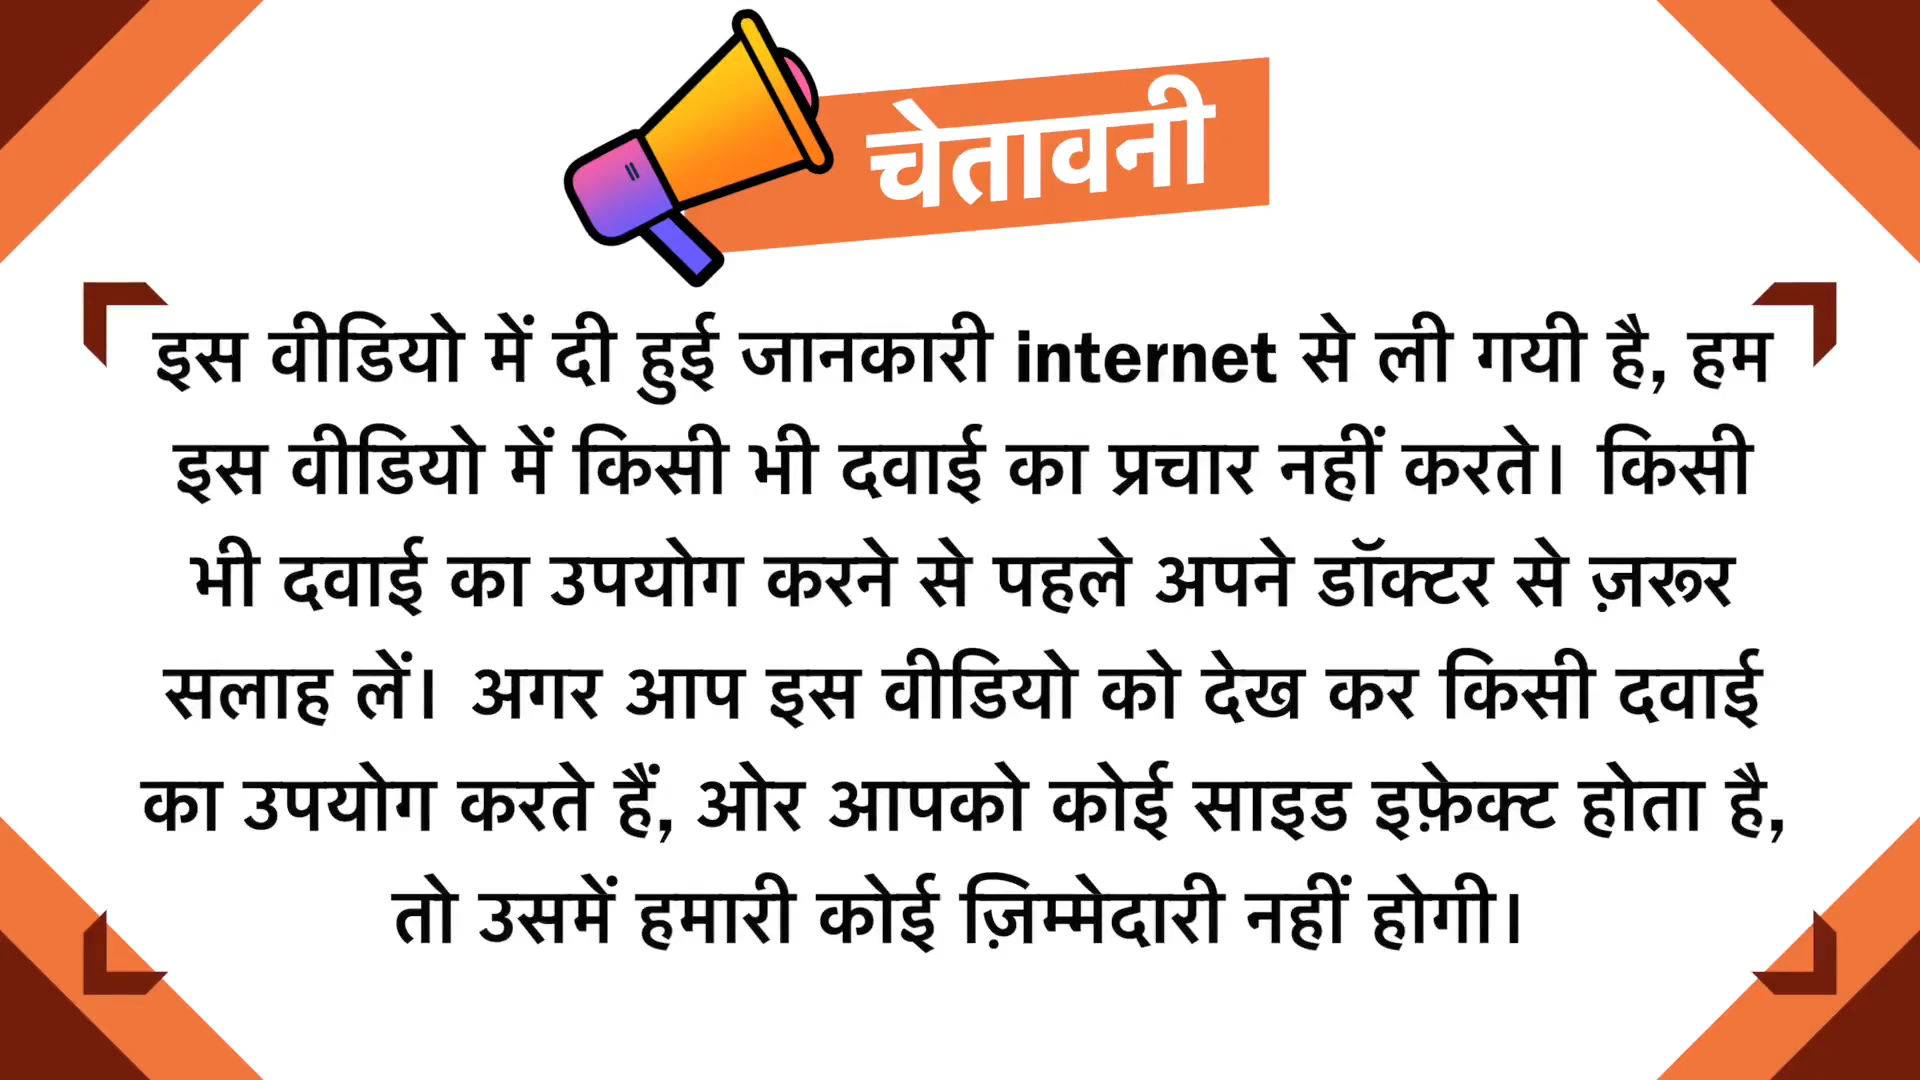 चेतावनी
इस वीडियो में दी हुई जानकारी internet से ली गयी है, हम
इस वीडियो में किसी भी दवाई का प्रचार नहीं करते। किसी
भी दवाई का उपयोग करने से पहले अपने डॉक्टर से ज़रूर
सलाह लें। अगर आप इस वीडियो को देख कर किसी दवाई
का उपयोग करते हैं, ओर आपको कोई साइड इफ़ेक्ट होता है,
तो उसमें हमारी कोई ज़िम्मेदारी नहीं होगी।